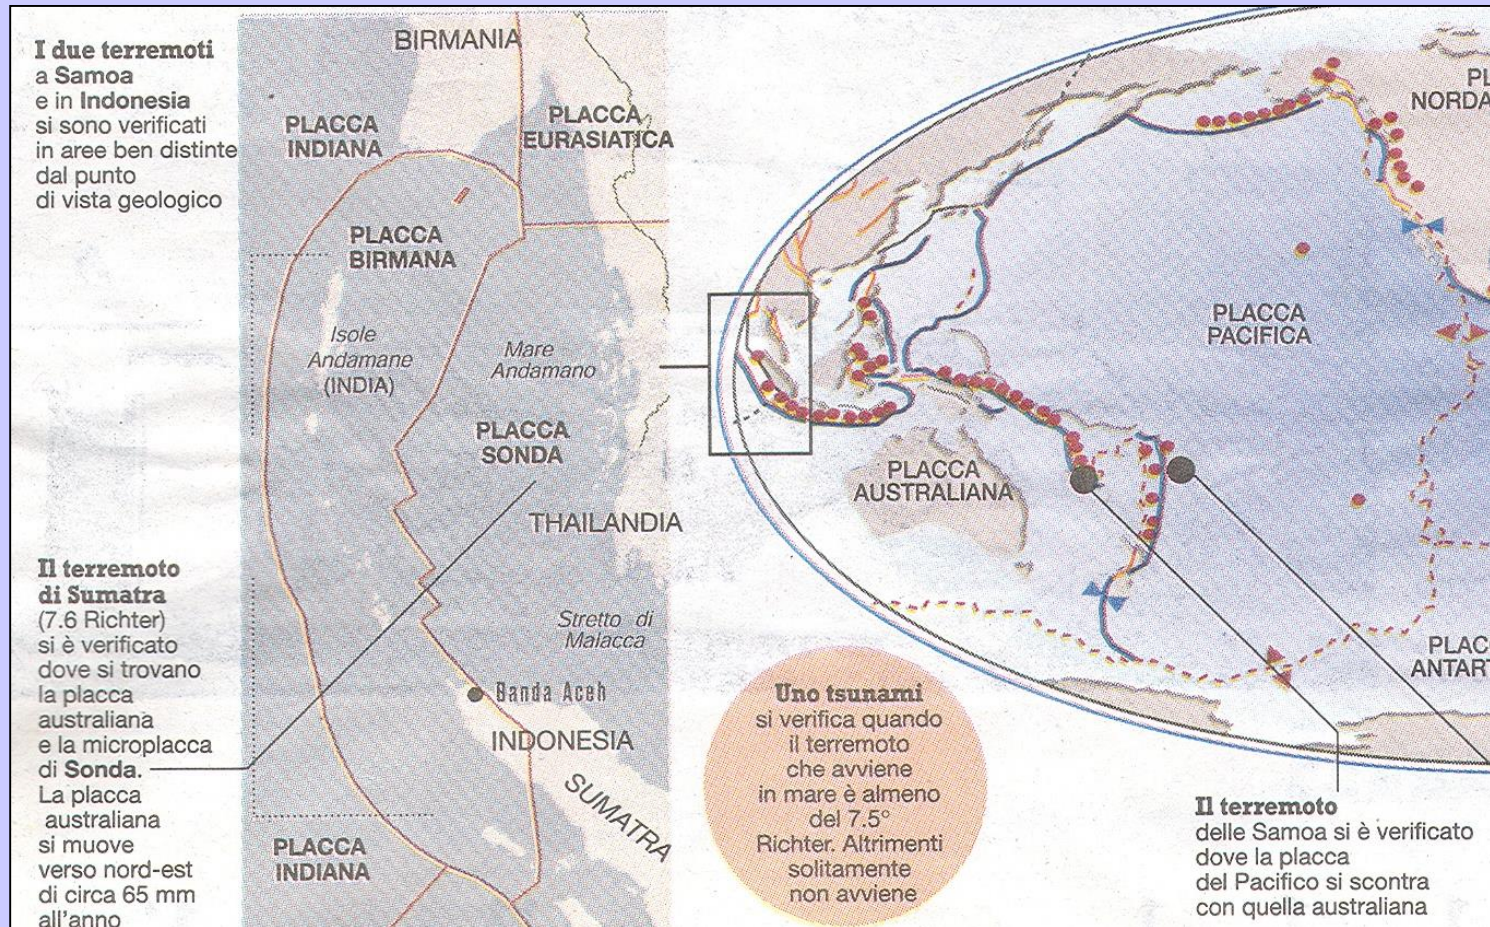 I due terremoti
a Samoa
e in Indonesia
si sono verificati
in aree ben distinte
dal punto
di vista geologico
Il terremoto
di Sumatra
(7.6 Richter)
si è verificato
dove si trovano
la placca
australiana
e la microplacca
di Sonda.
La placca
australiana
si muove
verso nord-est
di circa 65 mm
all'anno
BIRMANIA
PLACCA
INDIANA
PLACCA
EURASIATICA
PLACCA
BIRMANA
Isole
Andamane
(INDIA)
Mare
Andamano
PLACCA
SONDA
THAILANDIA
Stretto di
Malacca
Banda Aceh
INDONESIA
SUMATRA
PLACCA
INDIANA
Uno tsunami
si verifica quando
il terremoto
che avviene
in mare è almeno
del 7.5°
Richter. Altrimenti
solitamente
non avviene
PL
NORDA
PLACCA
PACIFICA
PLACCA
AUSTRALIANA
PLAC
ANTART
Il terremoto
delle Samoa si è verificato
dove la placca
del Pacifico si scontra
con quella australiana